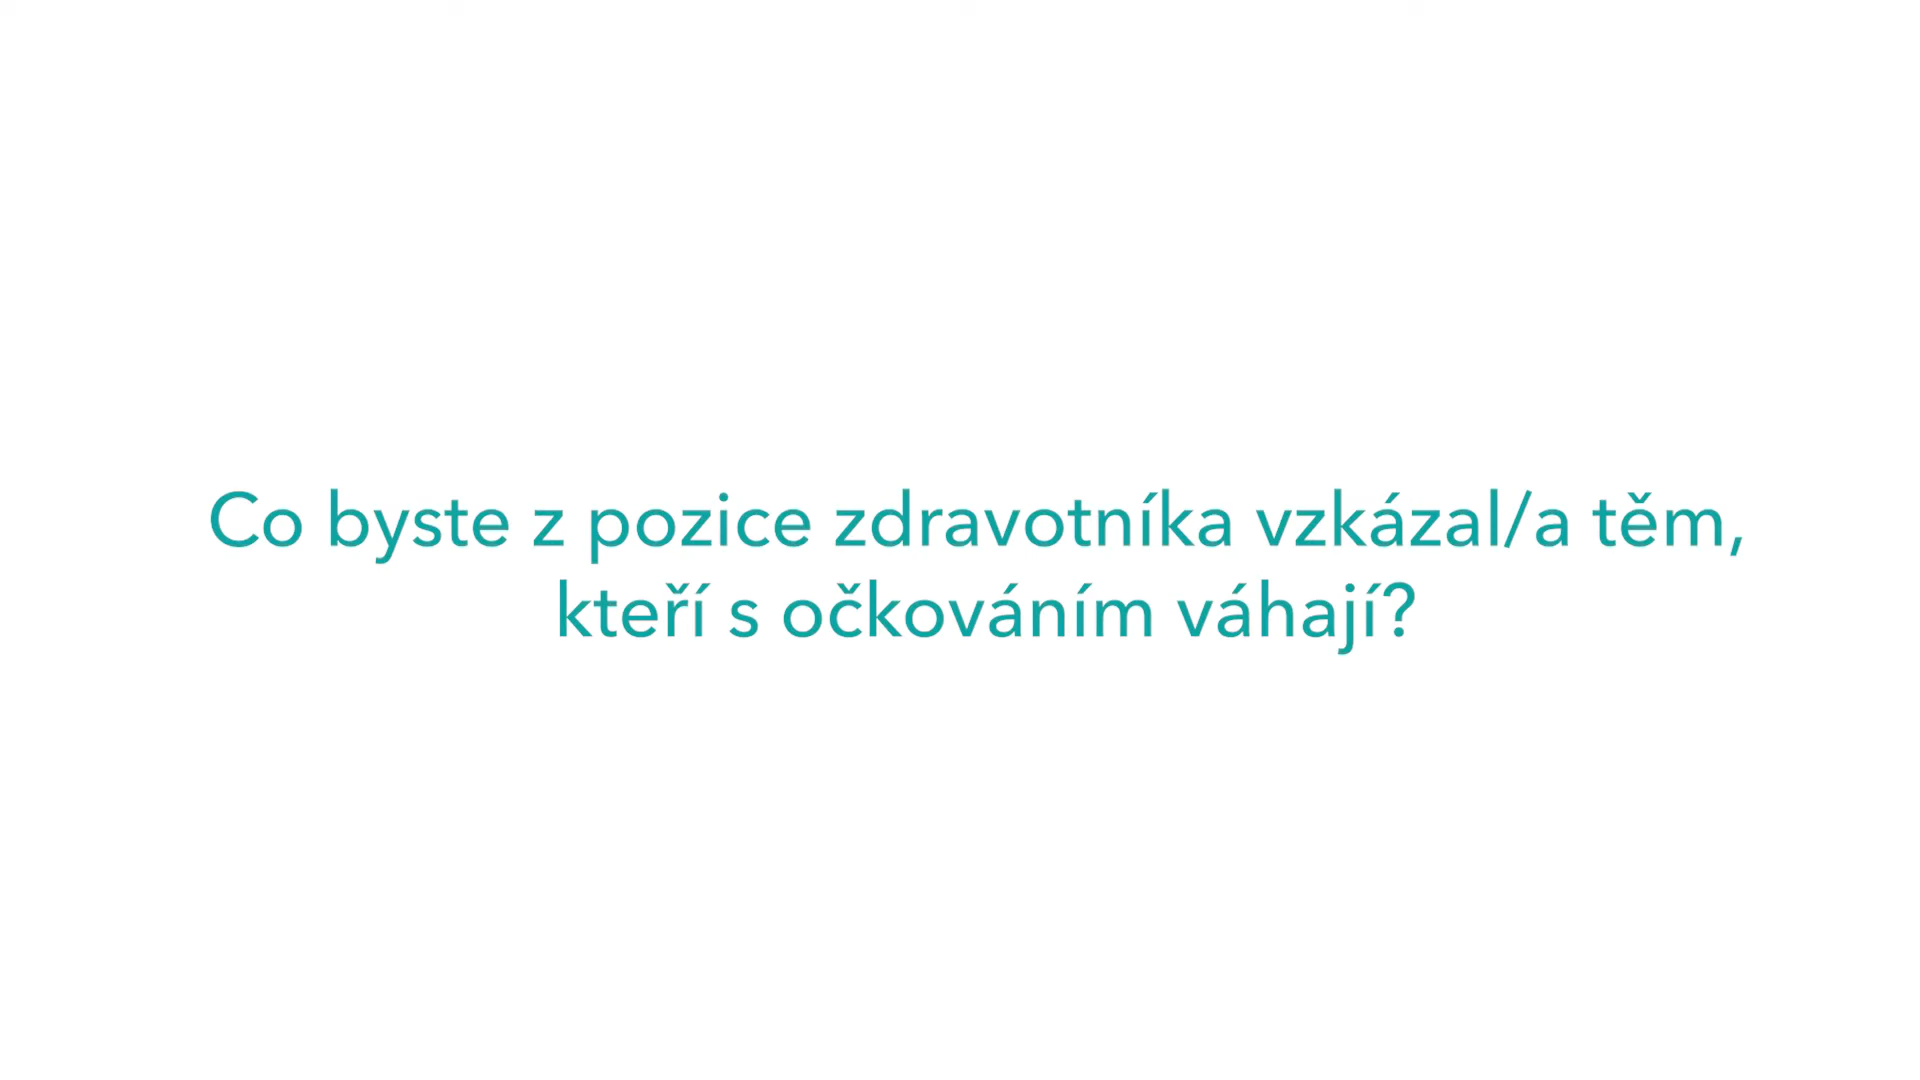 Co byste z pozice zdravotníka vzkázal/a těm,
kteří s očkováním váhají?